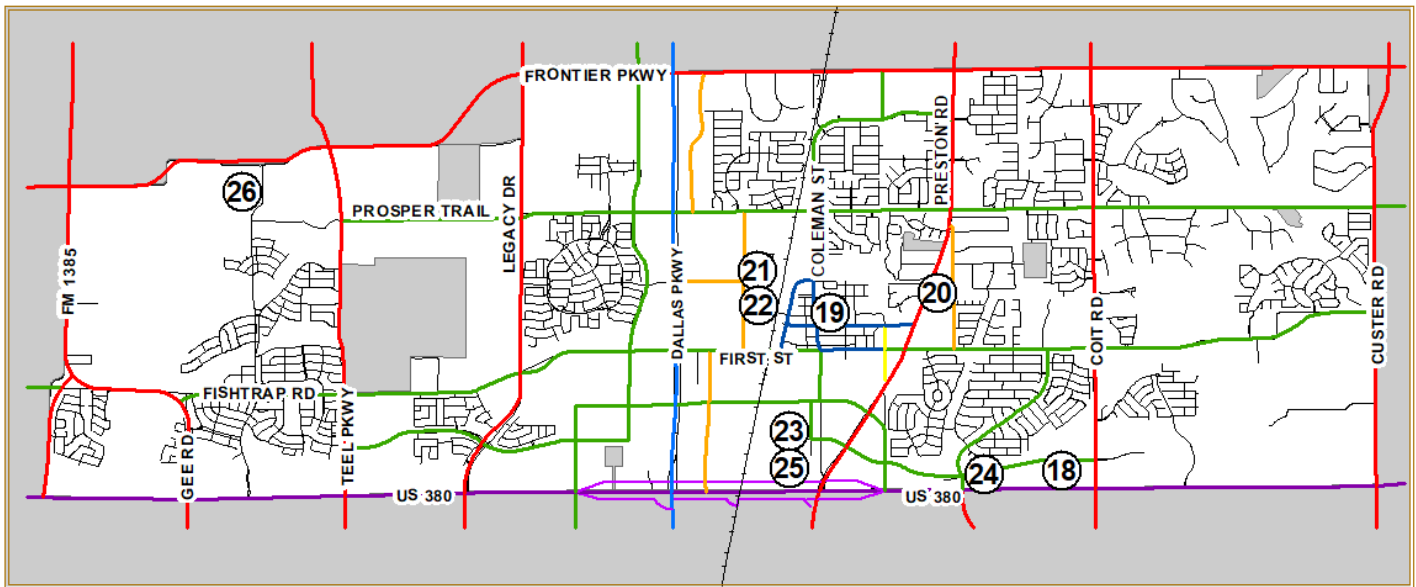 FRONTIER PKWY
PRESTON RD
26
COLEMAN ST
LEGACY DR
PROSPER TRAIL
FM 1385
DALLAS PKWY
21
22
19
20
COIT RD
CUSTER RD
FIRST ST
FISHTRAP RD
TEEL PKWY
GEE RD
23
25
24
18
US 380
US 380